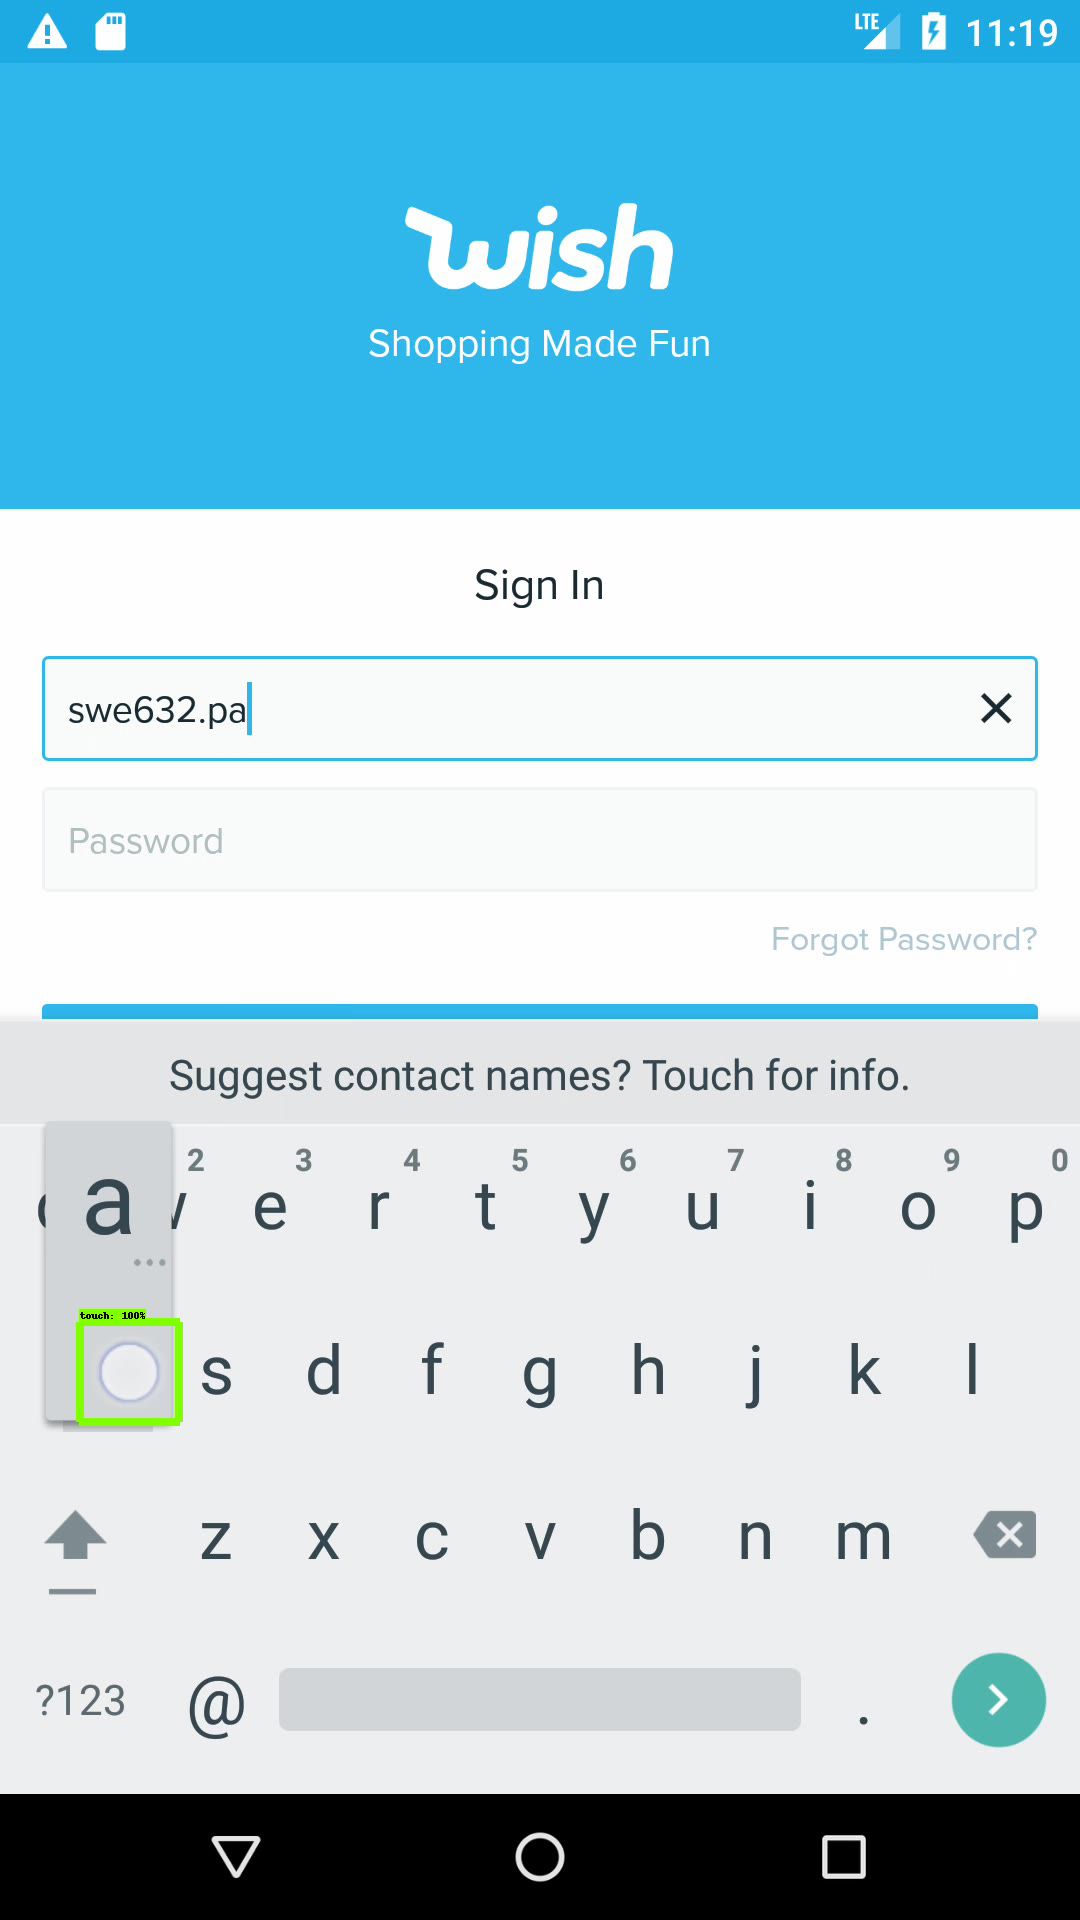 LTE 11:19
wish
Shopping Made Fun
Sign In
swe632.pa
Password
Forgot Password?
Suggest contact names? Touch for info.
2 3 4 5 6 7 8 9 0
a e r t y u i o p
touch: 100%
s d f g h j k l
z x c v b n m
?123 @ .